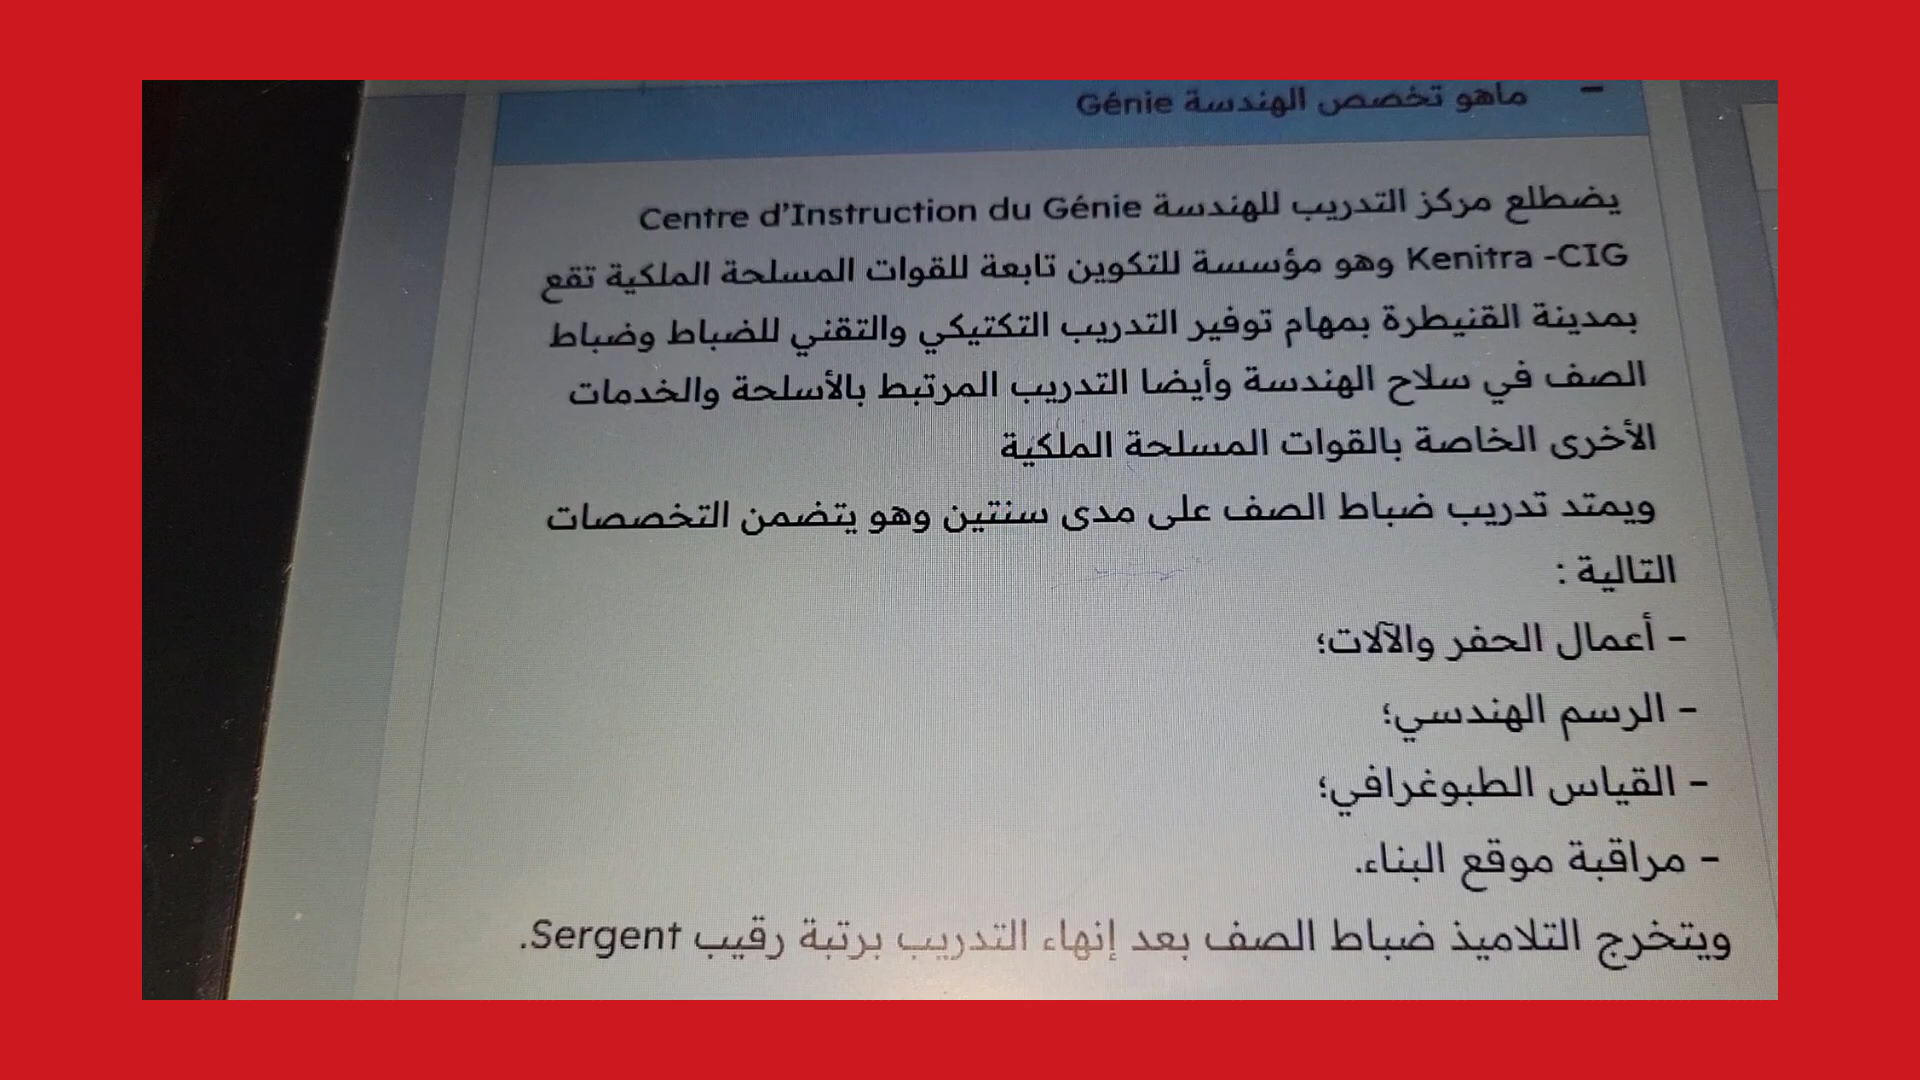 - ماهو تخصص الهندسة Génie
يضطلع مركز التدريب للهندسة Centre d’Instruction du Génie
Kenitra -CIG وهو مؤسسة للتكوين تابعة للقوات المسلحة الملكية تقع
بمدينة القنيطرة بمهام توفير التدريب التكتيكي والتقني للضباط وضباط
الصف في سلاح الهندسة وأيضا التدريب المرتبط بالأسلحة والخدمات
الأخرى الخاصة بالقوات المسلحة الملكية
ويمتد تدريب ضباط الصف على مدى سنتين وهو يتضمن التخصصات
التالية :
- أعمال الحفر والآلات؛
- الرسم الهندسي؛
- القياس الطبوغرافي؛
- مراقبة موقع البناء.
ويتخرج التلاميذ ضباط الصف بعد إنهاء التدريب برتبة رقيب Sergent.